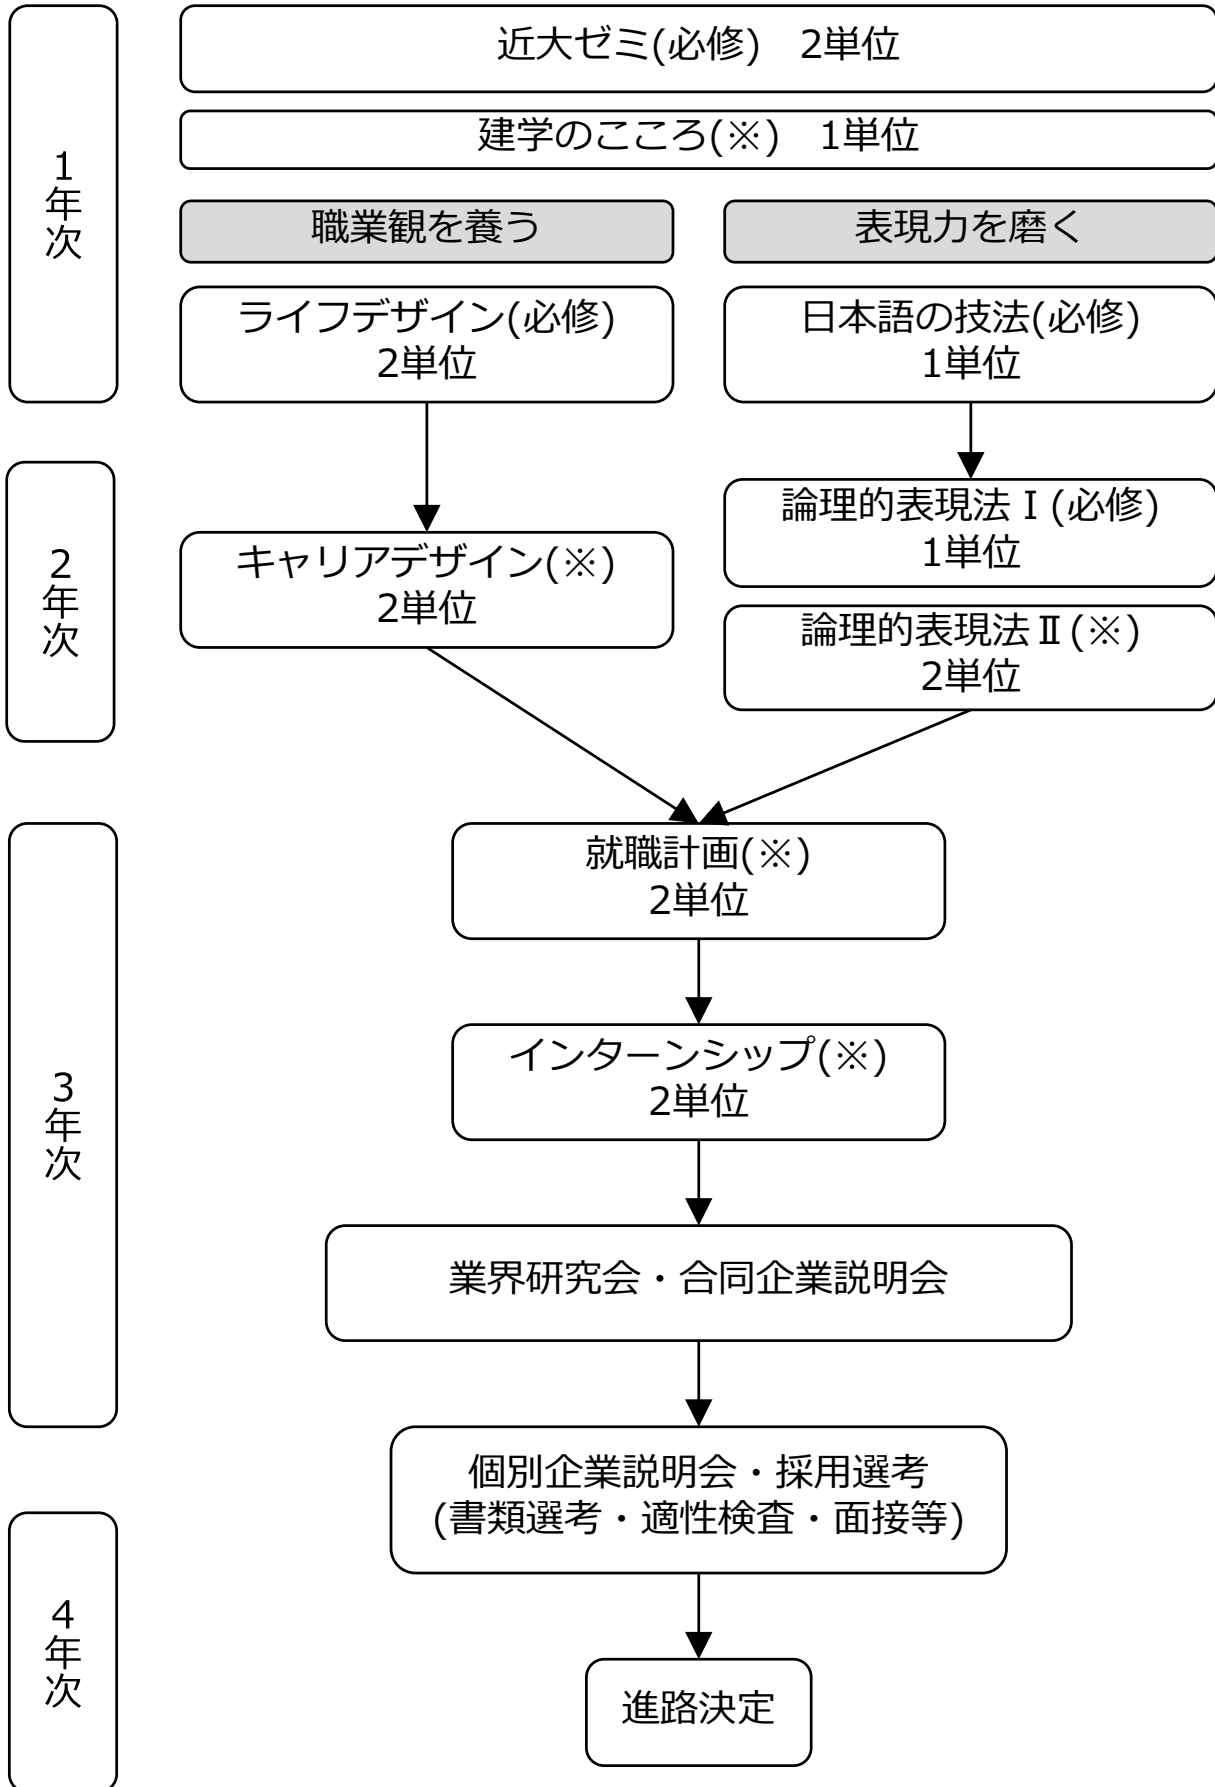 1年次
近大ゼミ(必修)　2単位
建学のこころ(※)　1単位
職業観を養う
表現力を磨く
ライフデザイン(必修)
2単位
日本語の技法(必修)
1単位
2年次
キャリアデザイン(※)
2単位
論理的表現法Ⅰ(必修)
1単位
論理的表現法Ⅱ(※)
2単位
3年次
就職計画(※)
2単位
インターンシップ(※)
2単位
業界研究会・合同企業説明会
個別企業説明会・採用選考
(書類選考・適性検査・面接等)
4年次
進路決定